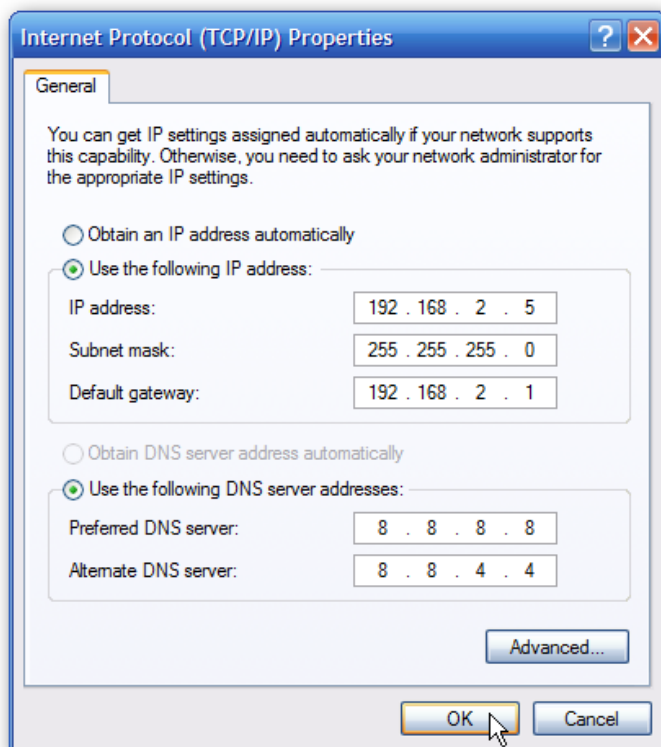 Internet Protocol (TCP/IP) Properties
General
You can get IP settings assigned automatically if your network supports
this capability. Otherwise, you need to ask your network administrator for
the appropriate IP settings.
Obtain an IP address automatically
Use the following IP address:
IP address: 192 . 168 . 2 . 5
Subnet mask: 255 . 255 . 255 . 0
Default gateway: 192 . 168 . 2 . 1
Obtain DNS server address automatically
Use the following DNS server addresses:
Preferred DNS server: 8 . 8 . 8 . 8
Alternate DNS server: 8 . 8 . 4 . 4
Advanced...
OK Cancel